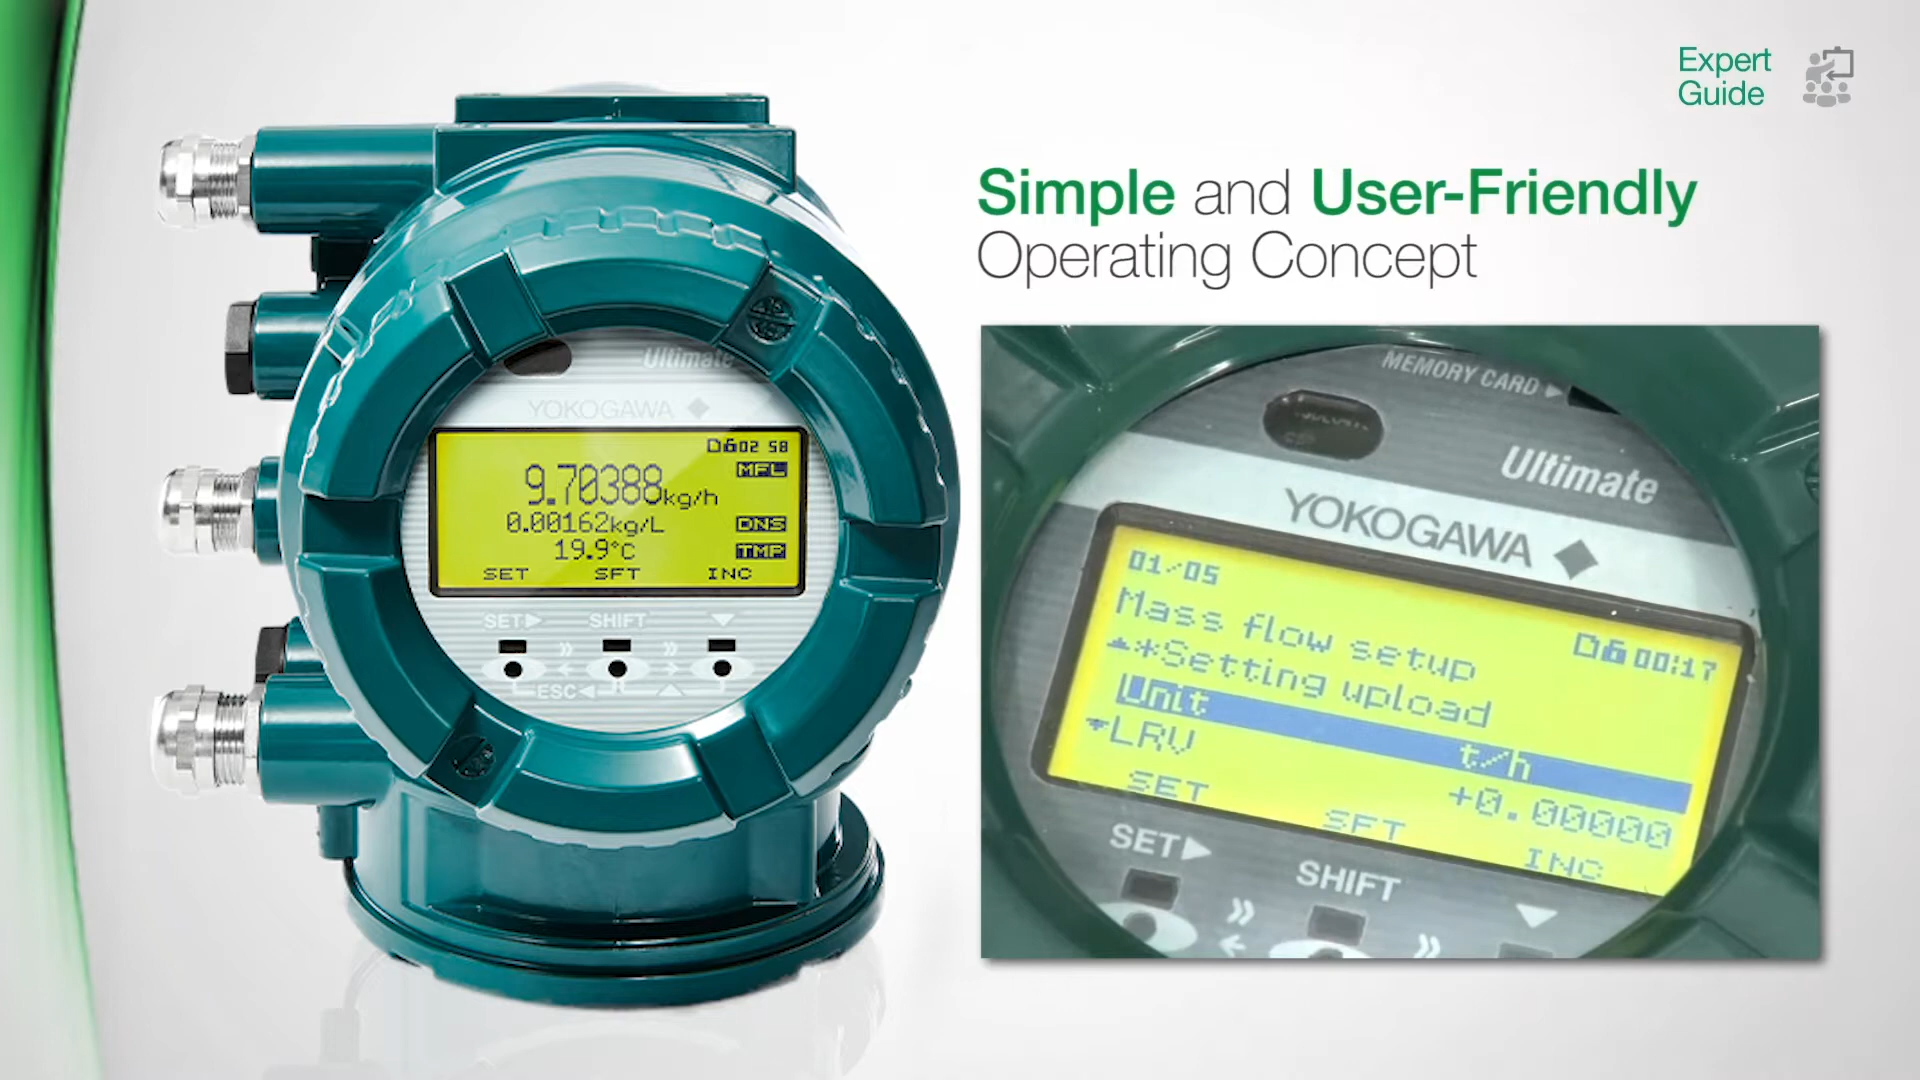 Expert
Guide
Simple and User-Friendly
Operating Concept
Ultimate
YOKOGAWA
02 58
9.70388kg/h
MFL
0.00162kg/L
DNS
19.9°C
TMP
SET SFT INC
SET SHIFT
ESC
MEMORY CARD
Ultimate
YOKOGAWA
01/05
00:17
Mass flow setup
*Setting upload
Unit
t/h
LRV
+0.00000
SET SFT INC
SET SHIFT